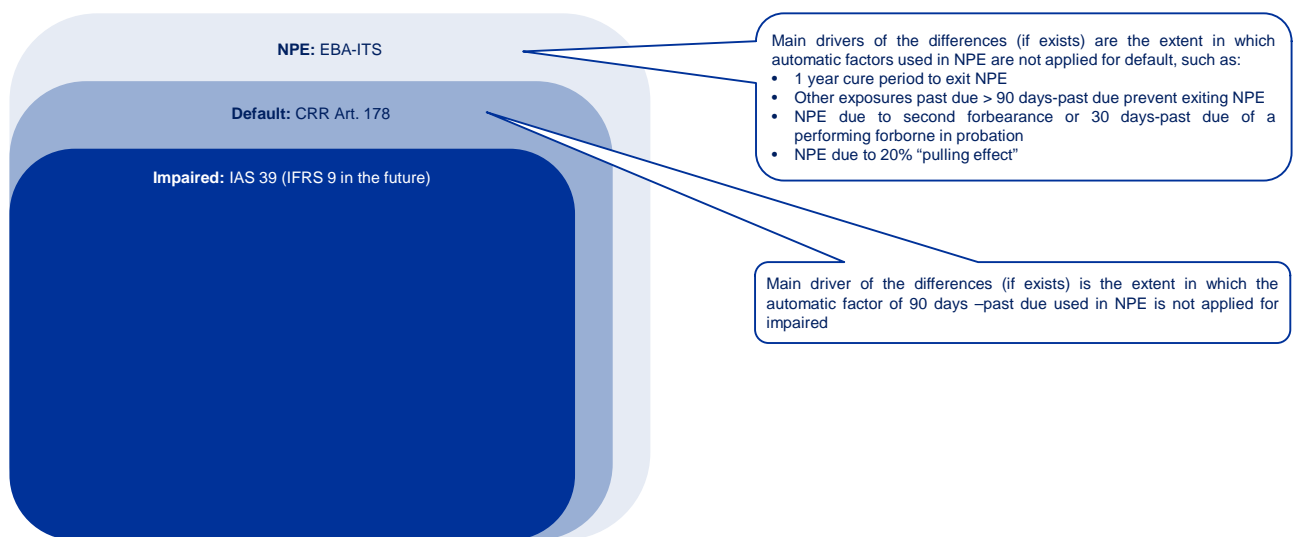 NPE: EBA-ITS
Default: CRR Art. 178
Impaired: IAS 39 (IFRS 9 in the future)
Main drivers of the differences (if exists) are the extent in which
automatic factors used in NPE are not applied for default, such as:
• 1 year cure period to exit NPE
• Other exposures past due > 90 days-past due prevent exiting NPE
• NPE due to second forbearance or 30 days-past due of a
performing forborne in probation
• NPE due to 20% “pulling effect”
Main driver of the differences (if exists) is the extent in which the
automatic factor of 90 days –past due used in NPE is not applied for
impaired